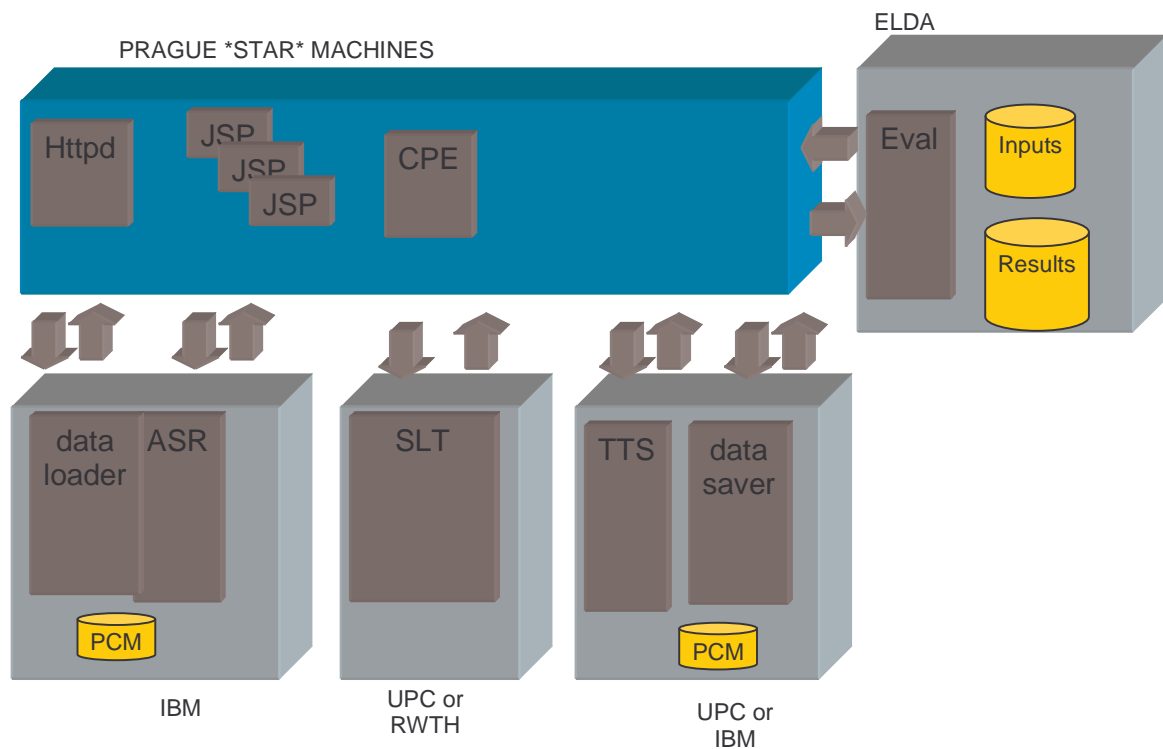 ELDA
PRAGUE *STAR* MACHINES
Httpd
JSP
JSP
JSP
CPE
Eval
Inputs
Results
data
loader
ASR
PCM
SLT
TTS
data
saver
PCM
IBM
UPC or
RWTH
UPC or
IBM